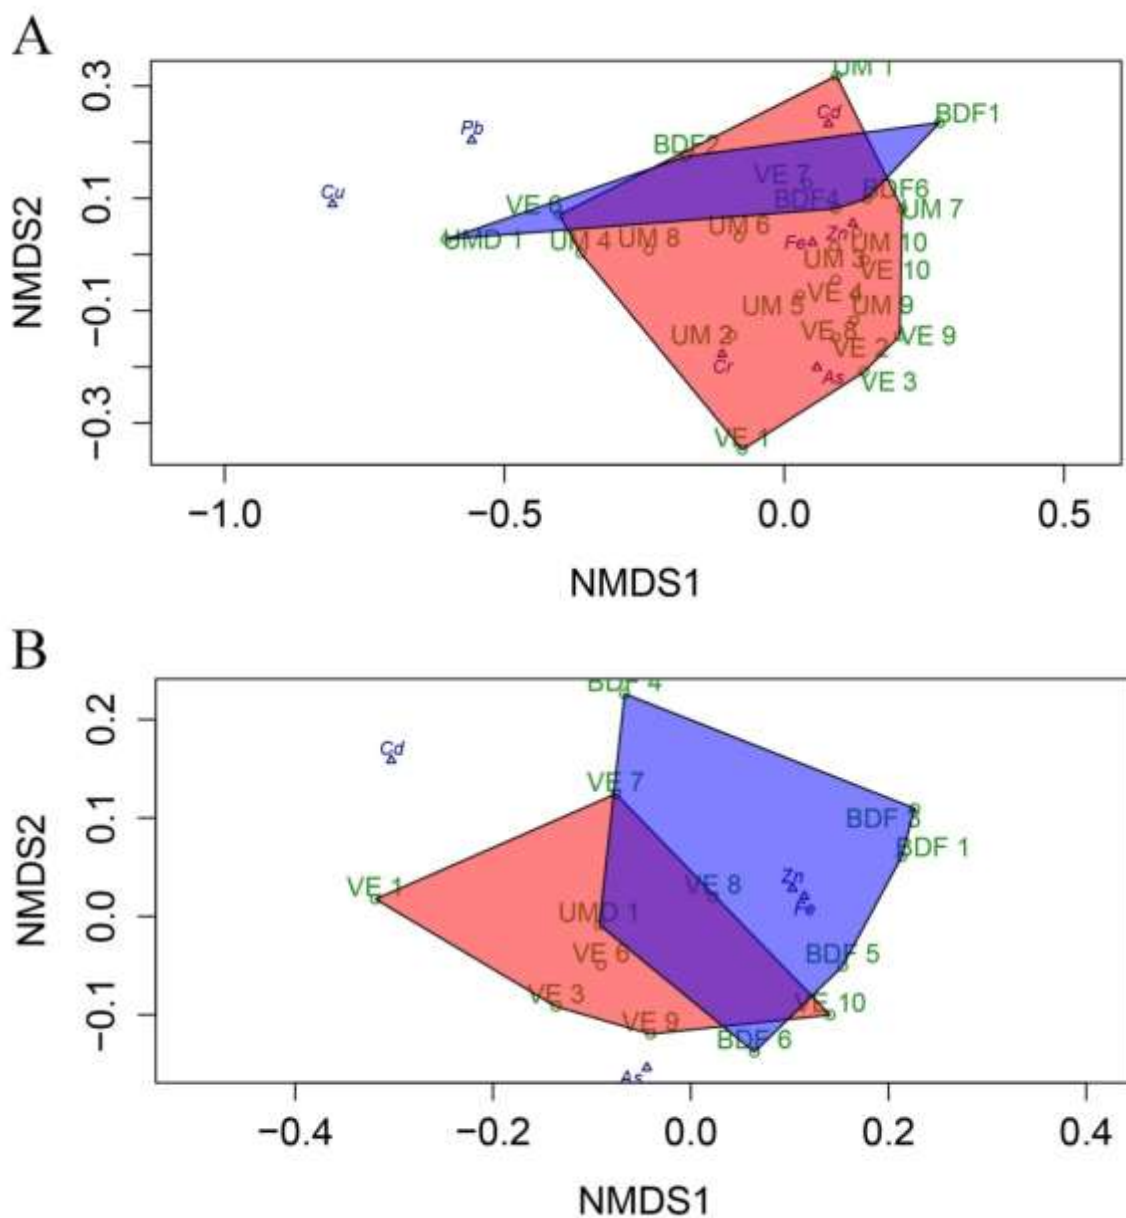 A
UM 1
0.3
Cd
BDF1
Pb
BDF2
VE 7
BDF6
0.1
Cu
VE 6
BDF4
UM 7
NMDS2
UMD 1
UM 4
UM 8
UM 6
Zn
Fe
UM 10
UM 3
VE 10
VE 4
−0.1
UM 5
UM 9
UM 2
VE 8
VE 9
VE 2
Cr
As
VE 3
−0.3
VE 1
−1.0 −0.5 0.0 0.5
NMDS1
B
BDF 4
0.2
Cd
VE 7
0.1
BDF 3
BDF 1
NMDS2
VE 1
VE 8
Zn
Fe
0.0
UMD 1
VE 6
BDF 5
VE 3
VE 10
−0.1
VE 9
BDF 6
As
−0.4 −0.2 0.0 0.2 0.4
NMDS1